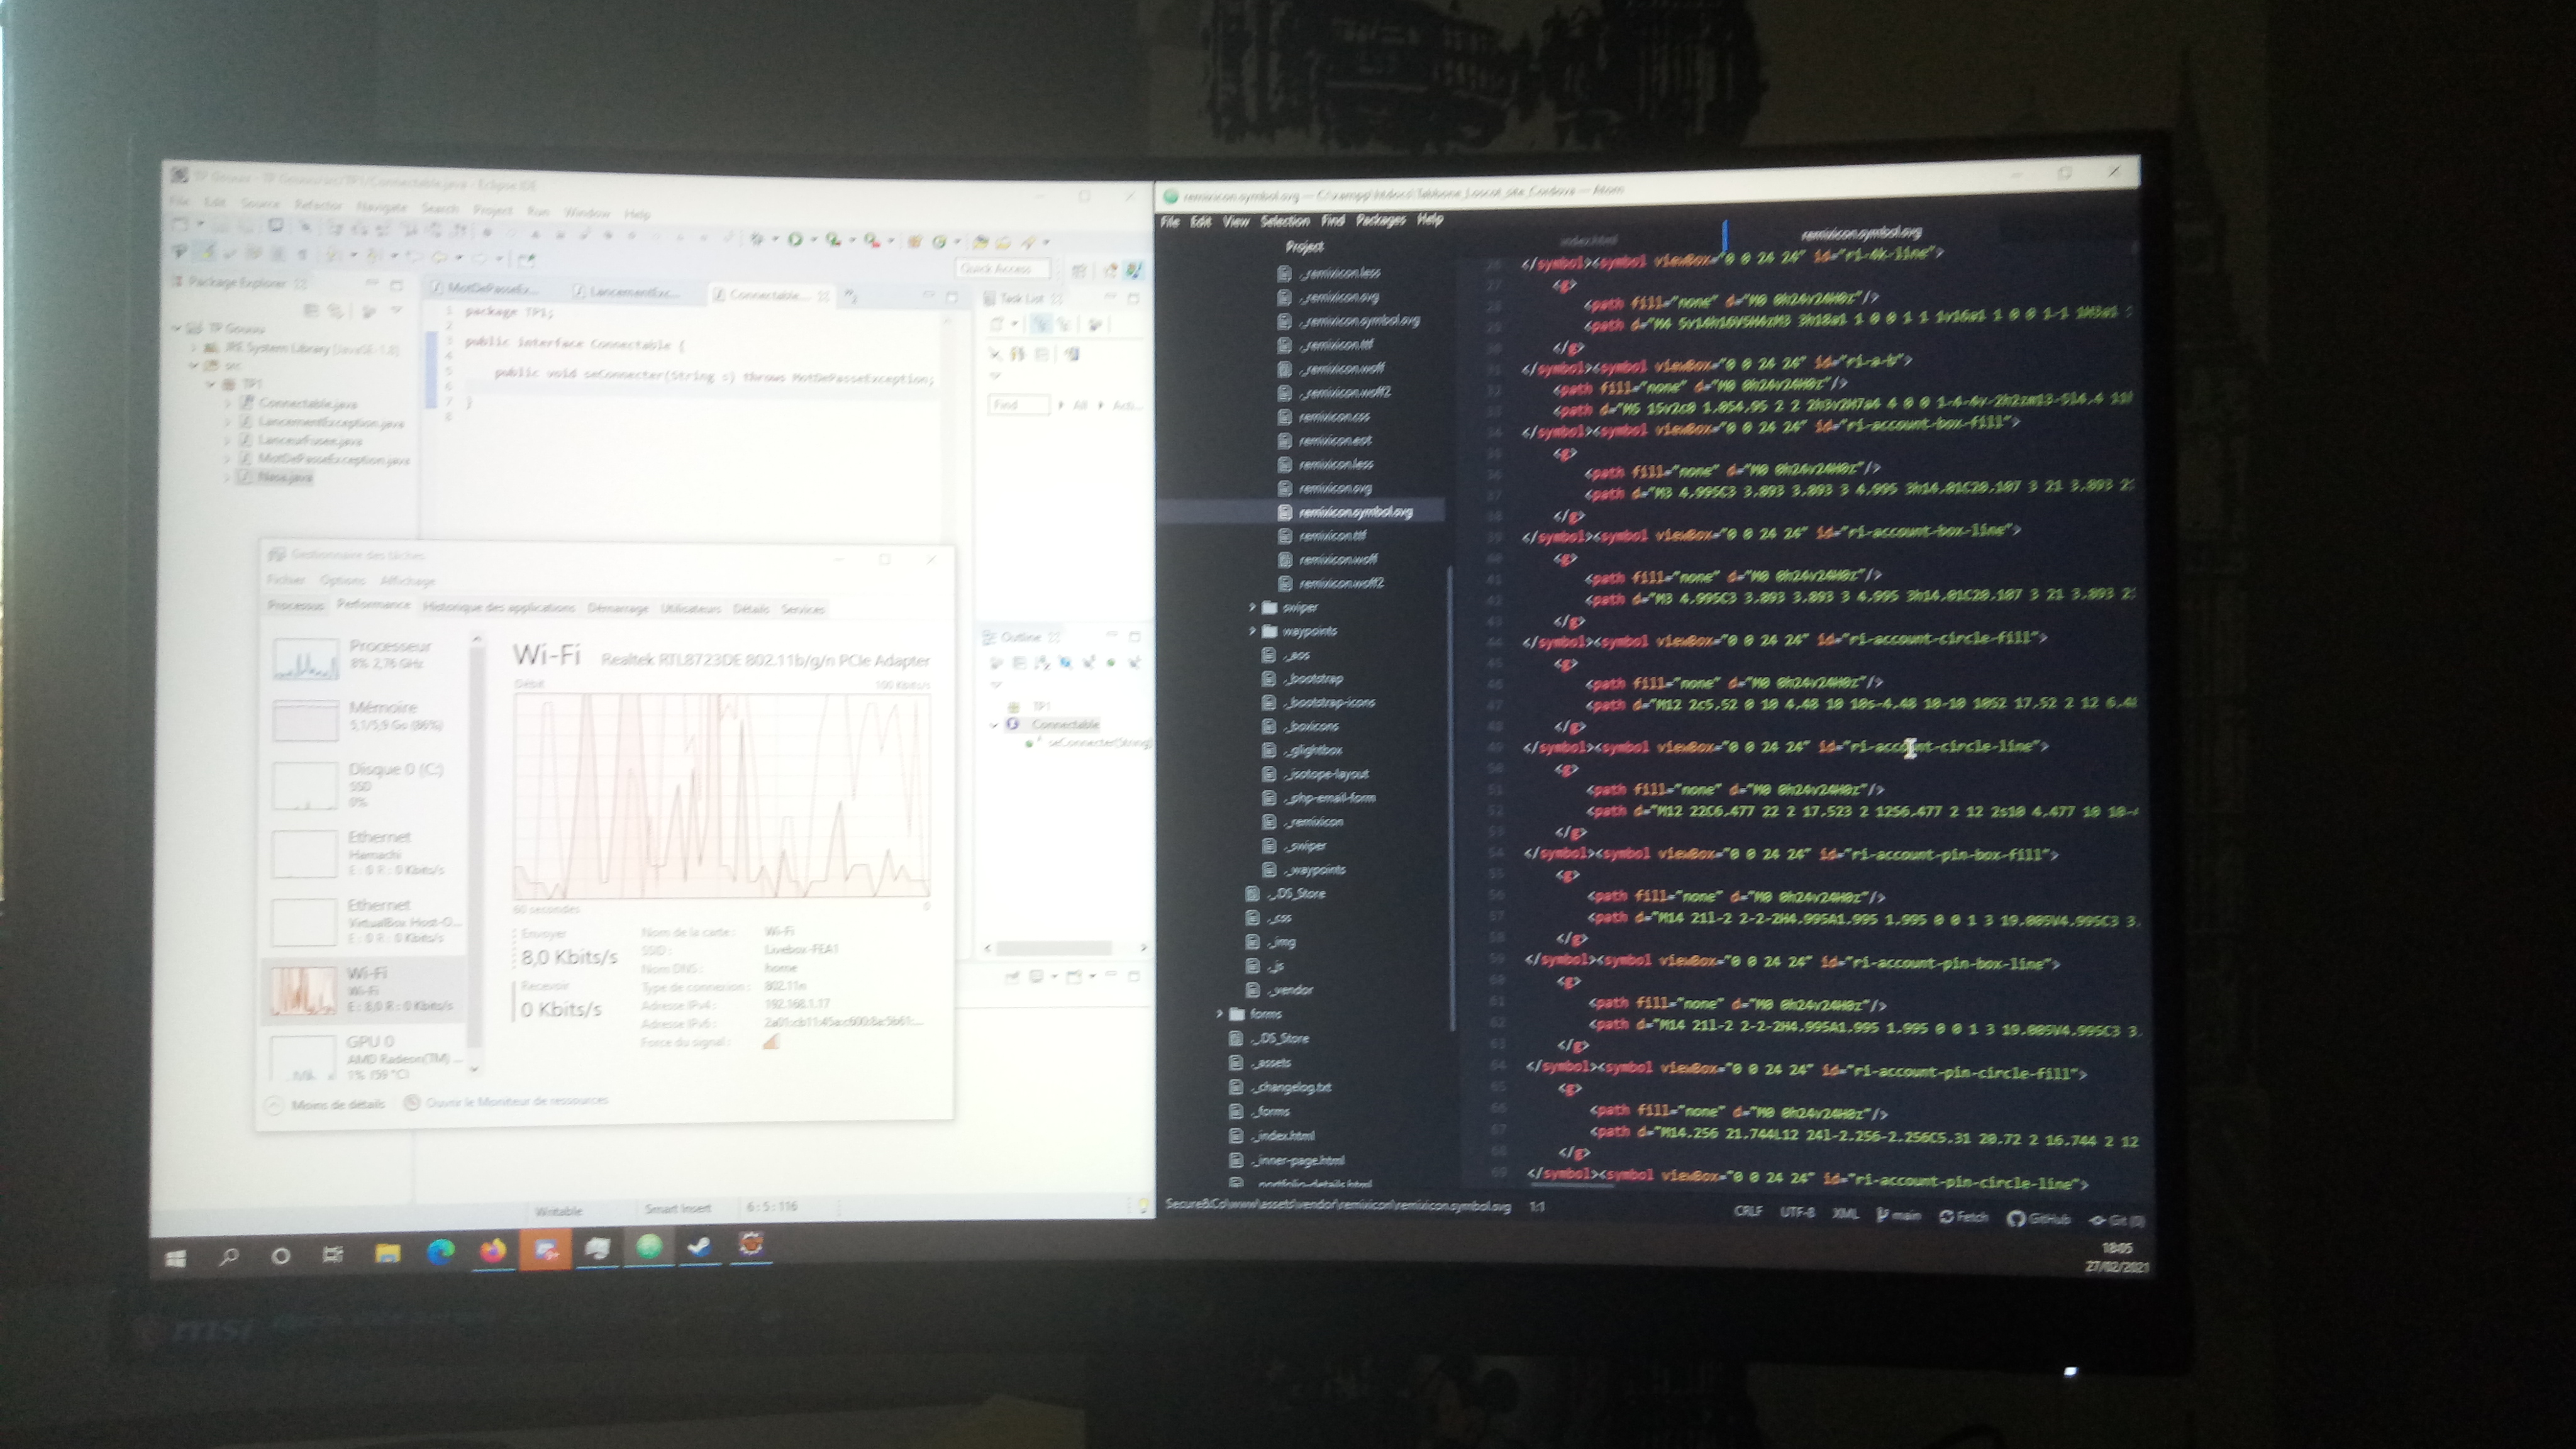 TP1/Connectable.java - Eclipse IDE
File Edit Source Refactor Navigate Search Project Run Window Help
Quick Access
Package Explorer
JRE System Library [JavaSE-1.8]
src
TP1
Connectable.java
LancementException.java
LanceurFusee.java
MotDePasseException.java
MotDePasseEx...
LancementExc...
Connectable...
1 package TP1;
2
3 public interface Connectable {
4
5 public void seConnecter(String s) throws MotDePasseException;
6
7 }
8
Task List
Find
All
Acti...
Outline
TP1
Connectable
seConnecter(String)
Writable
Smart Insert
6 : 5 : 116
Gestionnaire des tâches
Fichier Options Affichage
Processus Performance Historique des applications Démarrage Utilisateurs Détails Services
Processeur
8% 2,76 GHz
Mémoire
5,1/5,9 Go (86%)
Disque 0 (C:)
SSD
0%
Ethernet
Hamachi
E : 0 R : 0 Kbits/s
Ethernet
VirtualBox Host-O...
E : 0 R : 0 Kbits/s
Wi-Fi
Wi-Fi
E : 8,0 R : 0 Kbits/s
GPU 0
AMD Radeon(TM) ...
1% (59 °C)
Wi-Fi
Realtek RTL8723DE 802.11b/g/n PCIe Adapter
Débit
100 Kbits/s
60 secondes
0
Envoyer
8,0 Kbits/s
Recevoir
0 Kbits/s
Nom de la carte : Wi-Fi
SSID : Livebox-FEA1
Nom DNS : home
Type de connexion : 802.11n
Adresse IPv4 : 192.168.1.17
Adresse IPv6 :
Force du signal :
Moins de détails
Ouvrir le Moniteur de ressources
remixicon.symbol.svg — — Atom
File Edit View Selection Find Packages Help
Project
index.html
remixicon.symbol.svg
._remixicon.less
._remixicon.svg
._remixicon.symbol.svg
._remixicon.ttf
._remixicon.woff
._remixicon.woff2
remixicon.css
remixicon.eot
remixicon.less
remixicon.svg
remixicon.symbol.svg
remixicon.ttf
remixicon.woff
remixicon.woff2
swiper
waypoints
._aos
._bootstrap
._bootstrap-icons
._boxicons
._glightbox
._isotope-layout
._php-email-form
._remixicon
._swiper
._waypoints
._.DS_Store
._css
._img
._js
._vendor
forms
._.DS_Store
._assets
._changelog.txt
._forms
._index.html
._inner-page.html
._portfolio-details.html
</symbol><symbol viewBox="0 0 24 24" id="ri-4k-line">
<g>
<path fill="none" d="M0 0h24v24H0z"/>
<path d="M4 5v14h16V5H4zM3 3h18a1 1 0 0 1 1 1v16a1 1 0 0 1-1 1H3a1
</g>
</symbol><symbol viewBox="0 0 24 24" id="ri-a-b">
<path fill="none" d="M0 0h24v24H0z"/>
<path d="M5 15v2c0 1.054.95 2 2 2h3v2H7a4 4 0 0 1-4-4v-2h2zm13-5l4.4 11
</symbol><symbol viewBox="0 0 24 24" id="ri-account-box-fill">
<g>
<path fill="none" d="M0 0h24v24H0z"/>
<path d="M3 4.995C3 3.893 3.893 3 4.995 3h14.01C20.107 3 21 3.893 2
</g>
</symbol><symbol viewBox="0 0 24 24" id="ri-account-box-line">
<g>
<path fill="none" d="M0 0h24v24H0z"/>
<path d="M3 4.995C3 3.893 3.893 3 4.995 3h14.01C20.107 3 21 3.893 2
</g>
</symbol><symbol viewBox="0 0 24 24" id="ri-account-circle-fill">
<g>
<path fill="none" d="M0 0h24v24H0z"/>
<path d="M12 2c5.52 0 10 4.48 10 10s-4.48 10-10 10S2 17.52 2 12 6.4
</g>
</symbol><symbol viewBox="0 0 24 24" id="ri-account-circle-line">
<g>
<path fill="none" d="M0 0h24v24H0z"/>
<path d="M12 22C6.477 22 2 17.523 2 12S6.477 2 12 2s10 4.477 10 10-
</g>
</symbol><symbol viewBox="0 0 24 24" id="ri-account-pin-box-fill">
<g>
<path fill="none" d="M0 0h24v24H0z"/>
<path d="M14 21l-2 2-2-2H4.995A1.995 1.995 0 0 1 3 19.005V4.995C3 3.
</g>
</symbol><symbol viewBox="0 0 24 24" id="ri-account-pin-box-line">
<g>
<path fill="none" d="M0 0h24v24H0z"/>
<path d="M14 21l-2 2-2-2H4.995A1.995 1.995 0 0 1 3 19.005V4.995C3 3.
</g>
</symbol><symbol viewBox="0 0 24 24" id="ri-account-pin-circle-fill">
<g>
<path fill="none" d="M0 0h24v24H0z"/>
<path d="M14.256 21.744L12 24l-2.256-2.256C5.31 20.72 2 16.744 2 12
</g>
</symbol><symbol viewBox="0 0 24 24" id="ri-account-pin-circle-line">
Secure&Co\www\assets\vendor\remixicon\remixicon.symbol.svg 1:1
CRLF UTF-8 XML main Fetch GitHub Git (0)
18:05
27/02/2021
msi